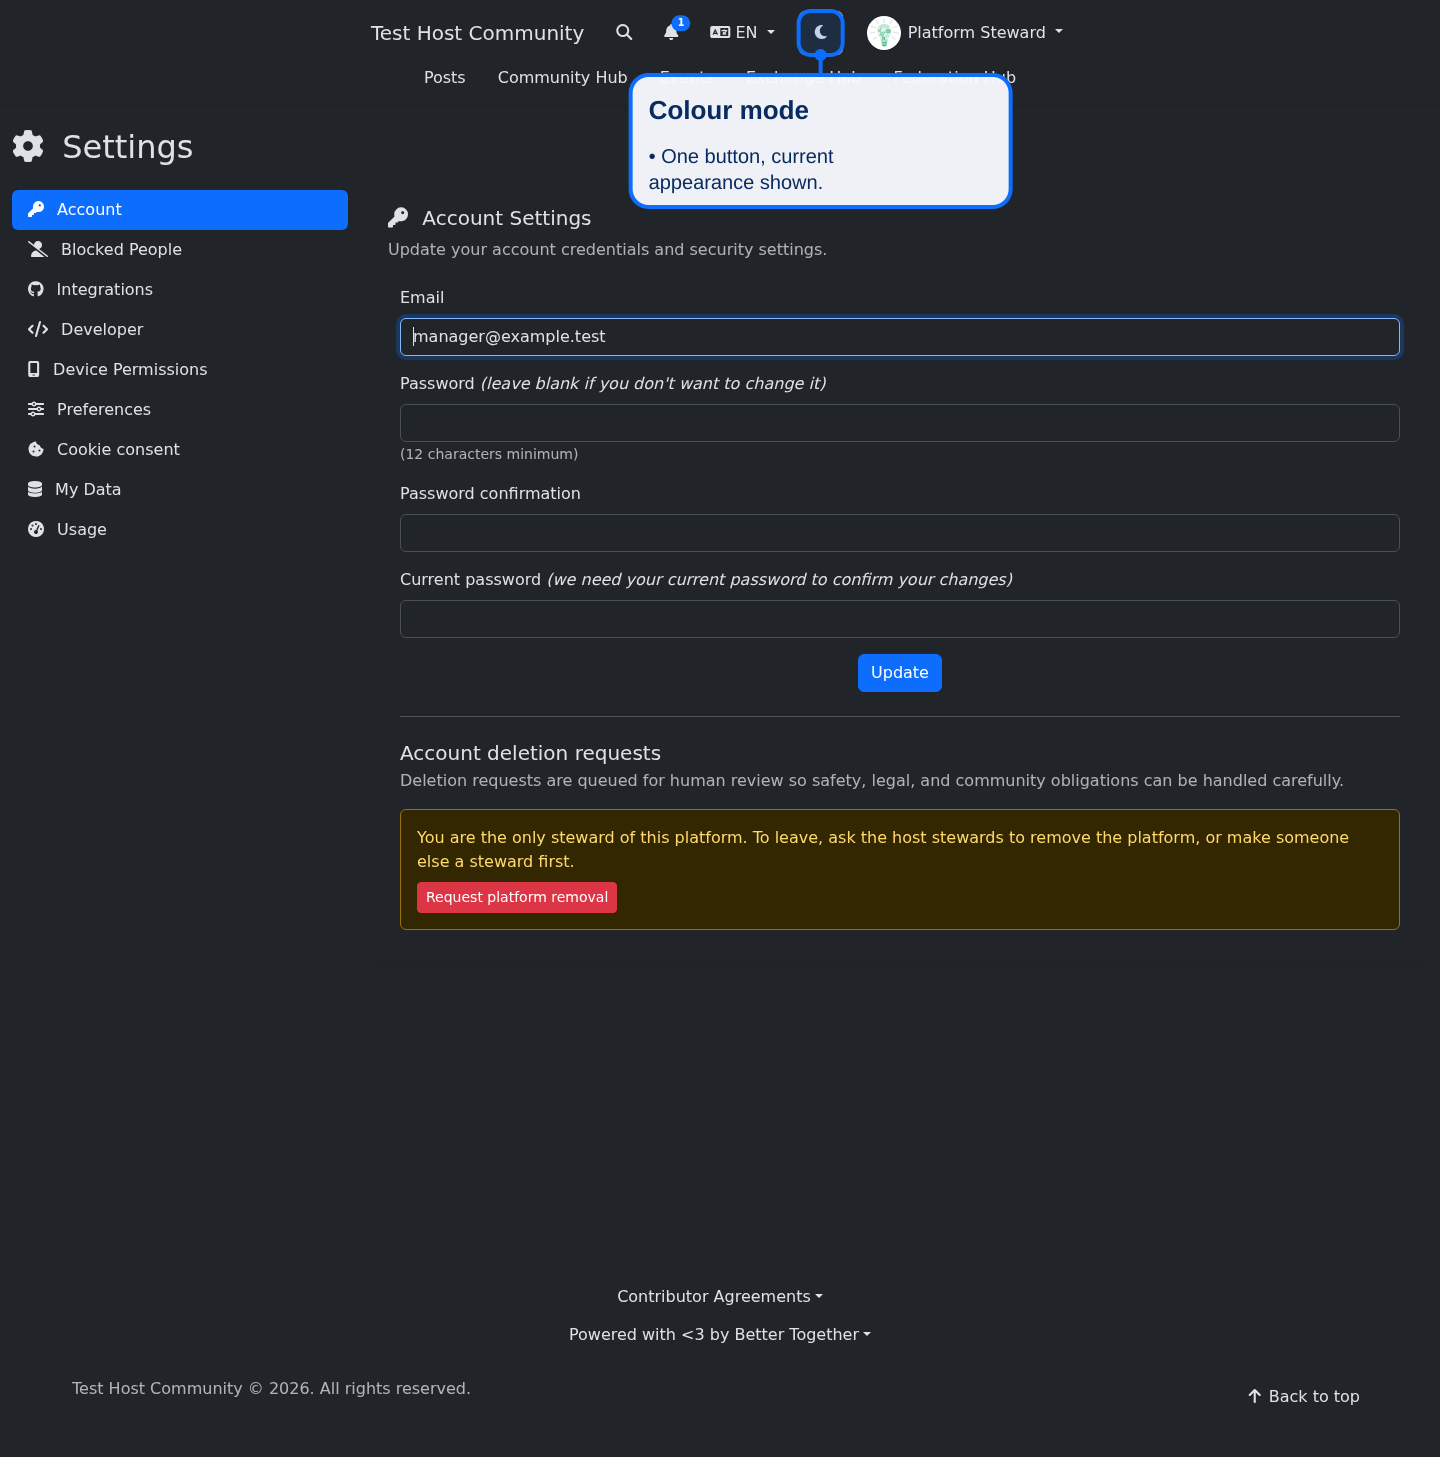 Test Host Community
1
EN
Platform Steward
Posts
Community Hub
Colour mode
• One button, current
appearance shown.
Settings
Account
Blocked People
Integrations
Developer
Device Permissions
Preferences
Cookie consent
My Data
Usage
Account Settings
Update your account credentials and security settings.
Email
manager@example.test
Password (leave blank if you don't want to change it)
(12 characters minimum)
Password confirmation
Current password (we need your current password to confirm your changes)
Update
Account deletion requests
Deletion requests are queued for human review so safety, legal, and community obligations can be handled carefully.
You are the only steward of this platform. To leave, ask the host stewards to remove the platform, or make someone
else a steward first.
Request platform removal
Contributor Agreements
Powered with <3 by Better Together
Test Host Community © 2026. All rights reserved.
Back to top